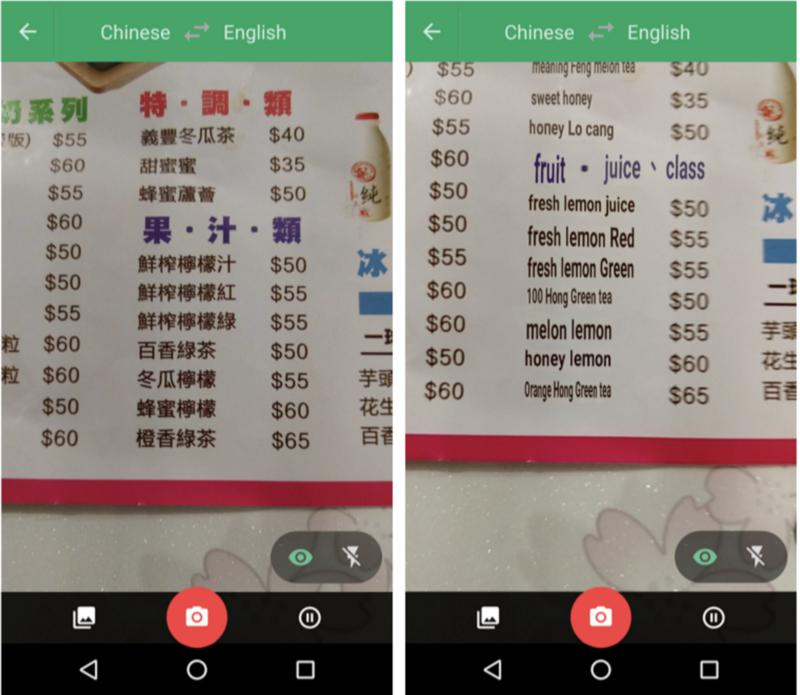 Chinese English
奶系列 特·調·類
版) $55 義豐冬瓜茶 $40
$60 甜蜜蜜 $35
$55 蜂蜜蘆薈 $50
純
$60 果·汁·類
$50 鮮榨檸檬汁 $50 冰
$50 鮮榨檸檬紅 $55
$55 鮮榨檸檬綠 $55
粒 $60 百香綠茶 $50
粒 $60 冬瓜檸檬 $55 芋頭
$50 蜂蜜檸檬 $60 花生
$60 橙香綠茶 $65 百香
Chinese English
) $55 meaning Feng melon tea $40
$60 sweet honey $35
$55 honey Lo cang $50
純
$60 fruit · juice、class
$50 fresh lemon juice $50 冰
$50 fresh lemon Red $55
$55 fresh lemon Green $55
$60 100 Hong Green tea $50
$60 melon lemon $55 芋頭
$50 honey lemon $60 花生
$60 Orange Hong Green tea $65 百香